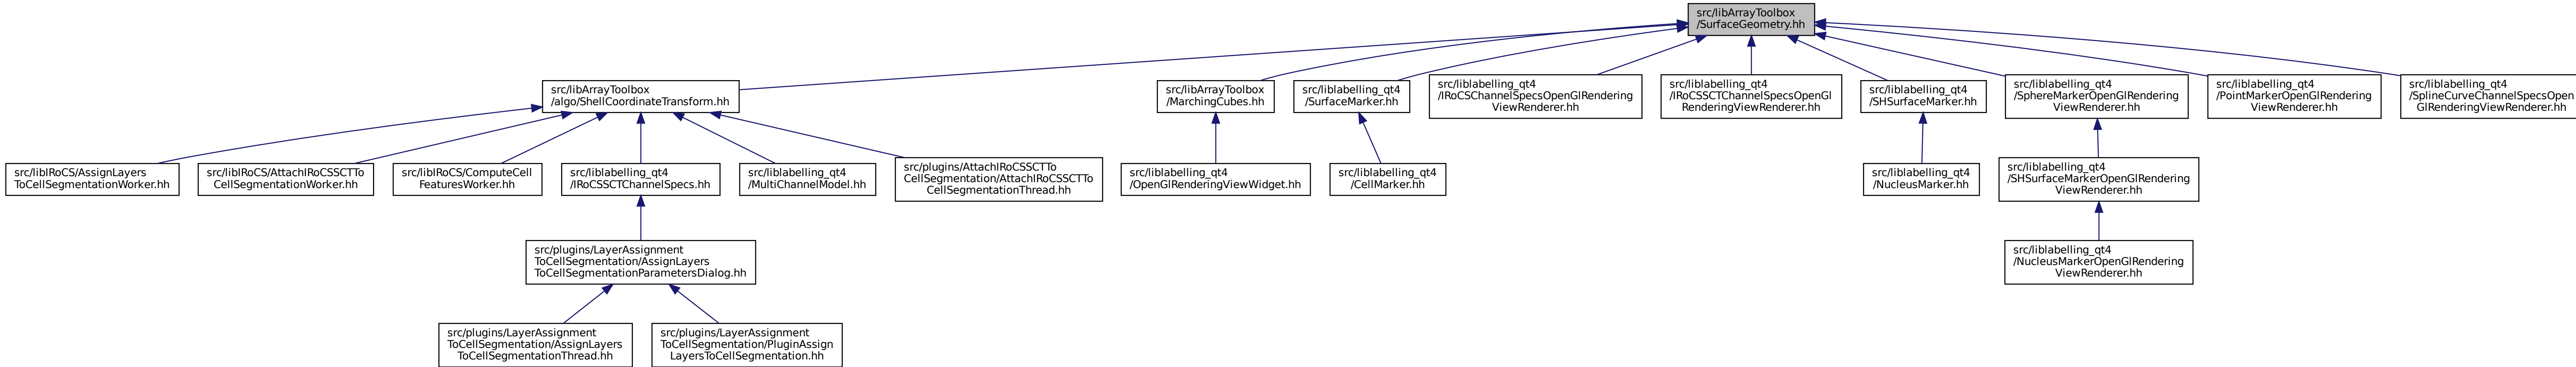 src/libArrayToolbox
/SurfaceGeometry.hh
src/libArrayToolbox
/algo/ShellCoordinateTransform.hh
src/libArrayToolbox
/MarchingCubes.hh
src/liblabelling_qt4
/SurfaceMarker.hh
src/liblabelling_qt4
/IRoCSChannelSpecsOpenGlRendering
ViewRenderer.hh
src/liblabelling_qt4
/IRoCSSCTChannelSpecsOpenGl
RenderingViewRenderer.hh
src/liblabelling_qt4
/SHSurfaceMarker.hh
src/liblabelling_qt4
/SphereMarkerOpenGlRendering
ViewRenderer.hh
src/liblabelling_qt4
/PointMarkerOpenGlRendering
ViewRenderer.hh
src/liblabelling_qt4
/SplineCurveChannelSpecsOpen
GlRenderingViewRenderer.hh
src/libIRoCS/AssignLayers
ToCellSegmentationWorker.hh
src/libIRoCS/AttachIRoCSSCTTo
CellSegmentationWorker.hh
src/libIRoCS/ComputeCell
FeaturesWorker.hh
src/liblabelling_qt4
/IRoCSSCTChannelSpecs.hh
src/liblabelling_qt4
/MultiChannelModel.hh
src/plugins/AttachIRoCSSCTTo
CellSegmentation/AttachIRoCSSCTTo
CellSegmentationThread.hh
src/liblabelling_qt4
/OpenGlRenderingViewWidget.hh
src/liblabelling_qt4
/CellMarker.hh
src/liblabelling_qt4
/NucleusMarker.hh
src/liblabelling_qt4
/SHSurfaceMarkerOpenGlRendering
ViewRenderer.hh
src/plugins/LayerAssignment
ToCellSegmentation/AssignLayers
ToCellSegmentationParametersDialog.hh
src/liblabelling_qt4
/NucleusMarkerOpenGlRendering
ViewRenderer.hh
src/plugins/LayerAssignment
ToCellSegmentation/AssignLayers
ToCellSegmentationThread.hh
src/plugins/LayerAssignment
ToCellSegmentation/PluginAssign
LayersToCellSegmentation.hh